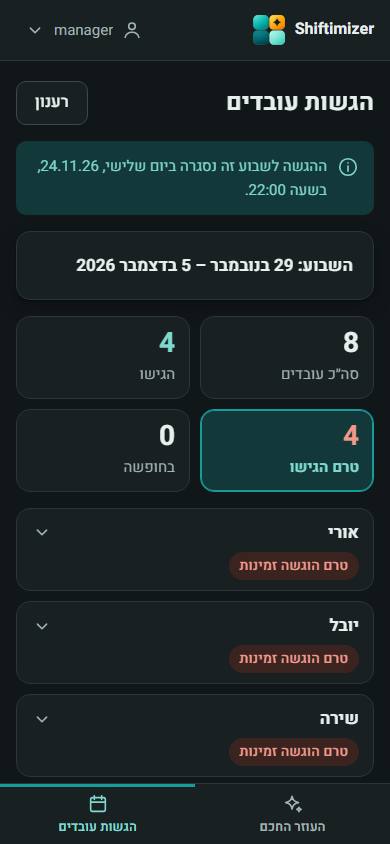 Shiftimizer
manager
הגשות עובדים
רענון
ההגשה לשבוע זה נסגרה ביום שלישי, 24.11.26,
בשעה 22:00.
השבוע: 29 בנובמבר – 5 בדצמבר 2026
8
סה״כ עובדים
4
הגישו
4
טרם הגישו
0
בחופשה
אורי
טרם הוגשה זמינות
יובל
טרם הוגשה זמינות
שירה
טרם הוגשה זמינות
העוזר החכם
הגשות עובדים